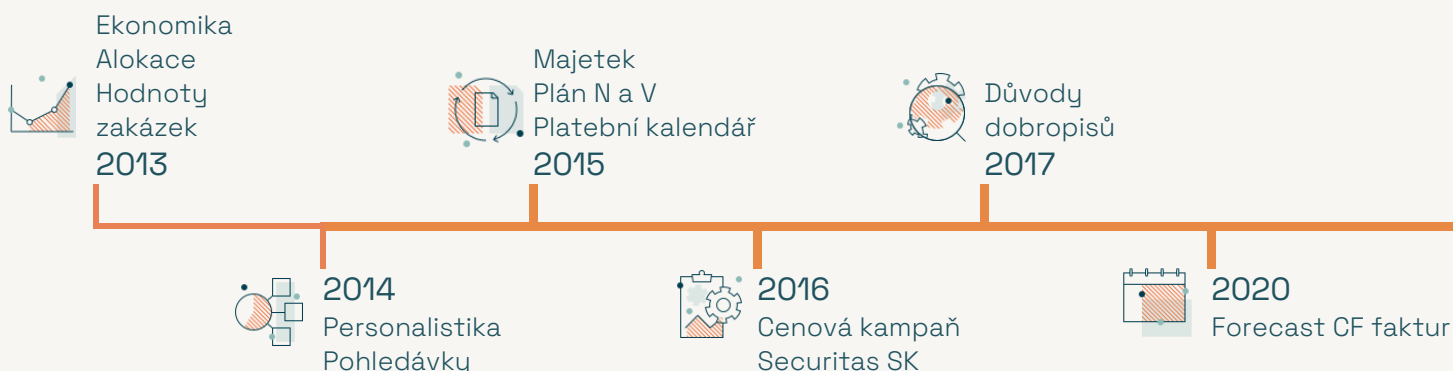 Ekonomika
Alokace
Hodnoty
zakázek
2013
2014
Personalistika
Pohledávky
Majetek
Plán N a V
Platební kalendář
2015
2016
Cenová kampaň
Securitas SK
Důvody
dobropisů
2017
2020
Forecast CF faktur